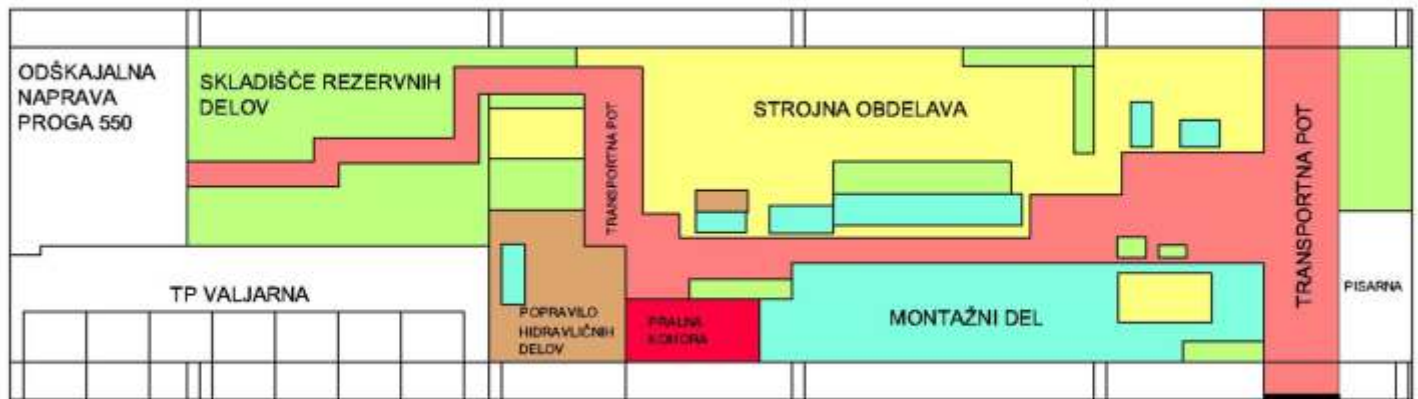 ODŠKAJALNA
NAPRAVA
PROGA 550
SKLADIŠČE REZERVNIH
DELOV
TRANSPORTNA POT
STROJNA OBDELAVA
TRANSPORTNA POT
PISARNA
TP VALJARNA
POPRAVILO
HIDRAVLIČNIH
DELOV
PRALNA
KOMORA
MONTAŽNI DEL